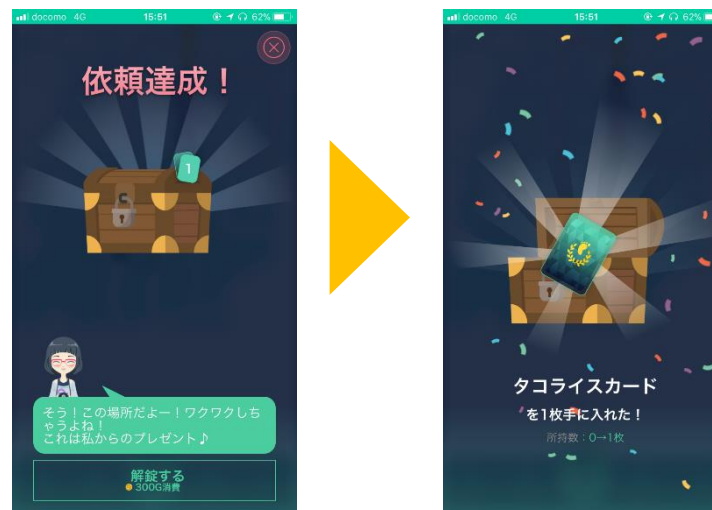 docomo 4G 15:51 62%
依頼達成！
1
そう！この場所だよー！ワクワクしち
ゃうよね！
これは私からのプレゼント♪
解錠する
300G消費
docomo 4G 15:51 62%
タコライスカード
を1枚手に入れた！
所持数：0→1枚